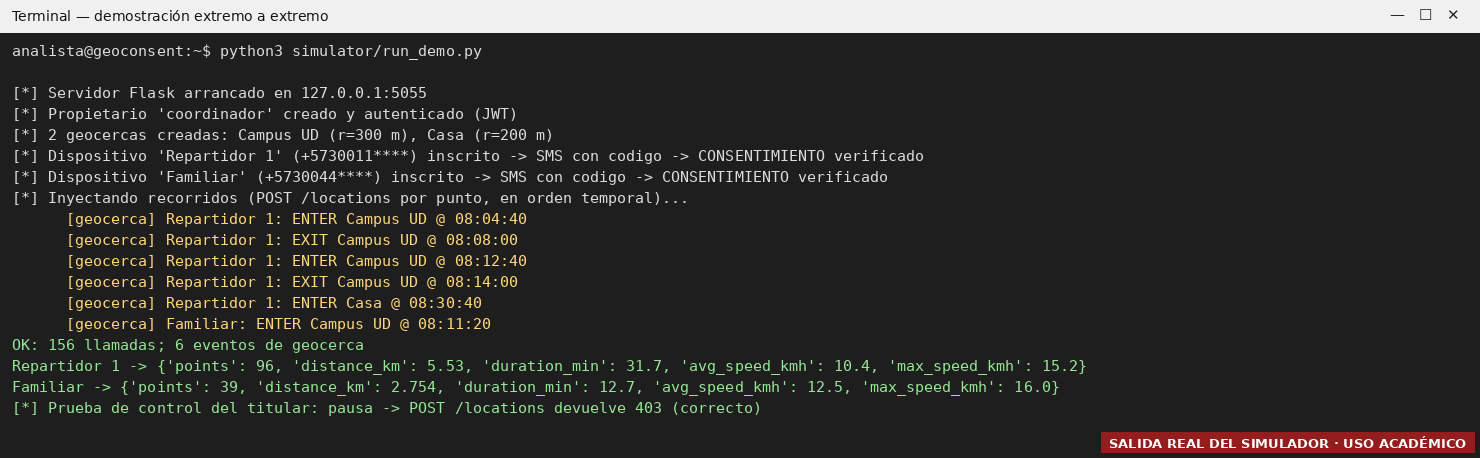 Terminal — demostración extremo a extremo
analista@geoconsent:~$ python3 simulator/run_demo.py
[*] Servidor Flask arrancado en 127.0.0.1:5055
[*] Propietario 'coordinador' creado y autenticado (JWT)
[*] 2 geocercas creadas: Campus UD (r=300 m), Casa (r=200 m)
[*] Dispositivo 'Repartidor 1' (+5730011****) inscrito -> SMS con codigo -> CONSENTIMIENTO verificado
[*] Dispositivo 'Familiar' (+5730044****) inscrito -> SMS con codigo -> CONSENTIMIENTO verificado
[*] Inyectando recorridos (POST /locations por punto, en orden temporal)...
[geocerca] Repartidor 1: ENTER Campus UD @ 08:04:40
[geocerca] Repartidor 1: EXIT Campus UD @ 08:08:00
[geocerca] Repartidor 1: ENTER Campus UD @ 08:12:40
[geocerca] Repartidor 1: EXIT Campus UD @ 08:14:00
[geocerca] Repartidor 1: ENTER Casa @ 08:30:40
[geocerca] Familiar: ENTER Campus UD @ 08:11:20
OK: 156 llamadas; 6 eventos de geocerca
Repartidor 1 -> {'points': 96, 'distance_km': 5.53, 'duration_min': 31.7, 'avg_speed_kmh': 10.4, 'max_speed_kmh': 15.2}
Familiar -> {'points': 39, 'distance_km': 2.754, 'duration_min': 12.7, 'avg_speed_kmh': 12.5, 'max_speed_kmh': 16.0}
[*] Prueba de control del titular: pausa -> POST /locations devuelve 403 (correcto)
SALIDA REAL DEL SIMULADOR · USO ACADÉMICO